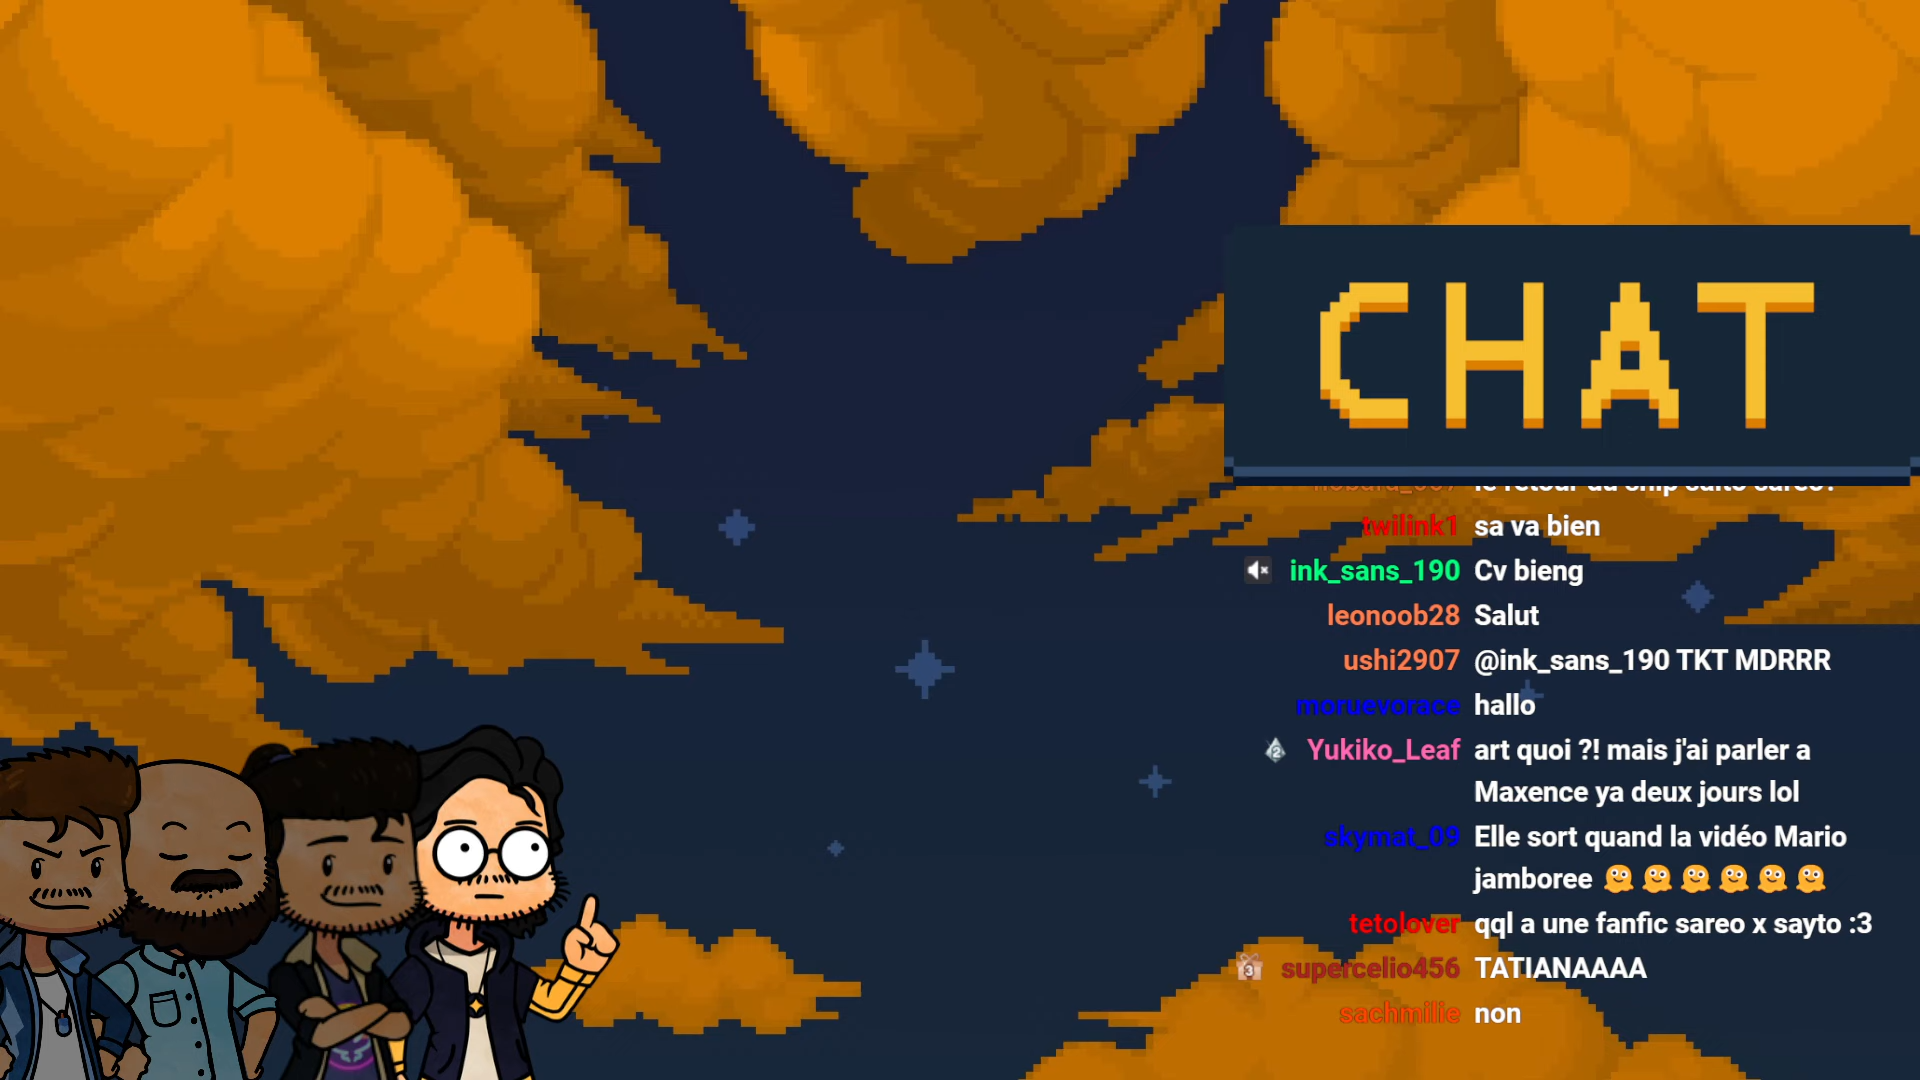 CHAT
twilink1 sa va bien
ink_sans_190 Cv bieng
leonoob28 Salut
ushi2907 @ink_sans_190 TKT MDRRR
moruevorace hallo
2 Yukiko_Leaf art quoi ?! mais j'ai parler a
Maxence ya deux jours lol
skymat_09 Elle sort quand la vidéo Mario
jamboree
tetolover qql a une fanfic sareo x sayto :3
3 supercelio456 TATIANAAAA
sachmilie non